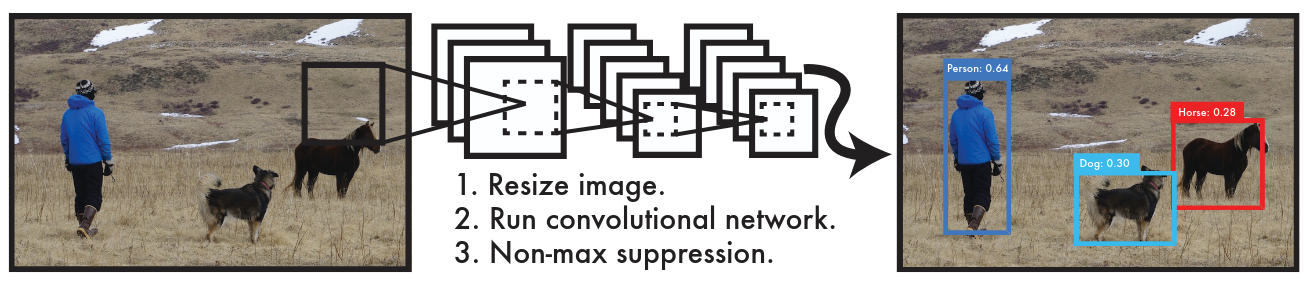 1. Resize image.
2. Run convolutional network.
3. Non-max suppression.
Person: 0.64
Horse: 0.28
Dog: 0.30